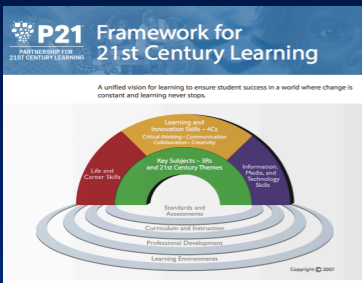 P21
PARTNERSHIP FOR
21ST CENTURY LEARNING
Framework for
21st Century Learning
A unified vision for learning to ensure student success in a world where change is
constant and learning never stops.
Learning and
Innovation Skills – 4Cs
Critical thinking • Communication
Collaboration • Creativity
Life and
Career Skills
Key Subjects – 3Rs
and 21st Century Themes
Information,
Media, and
Technology
Skills
Standards and
Assessments
Curriculum and Instruction
Professional Development
Learning Environments
Copyright © 2007